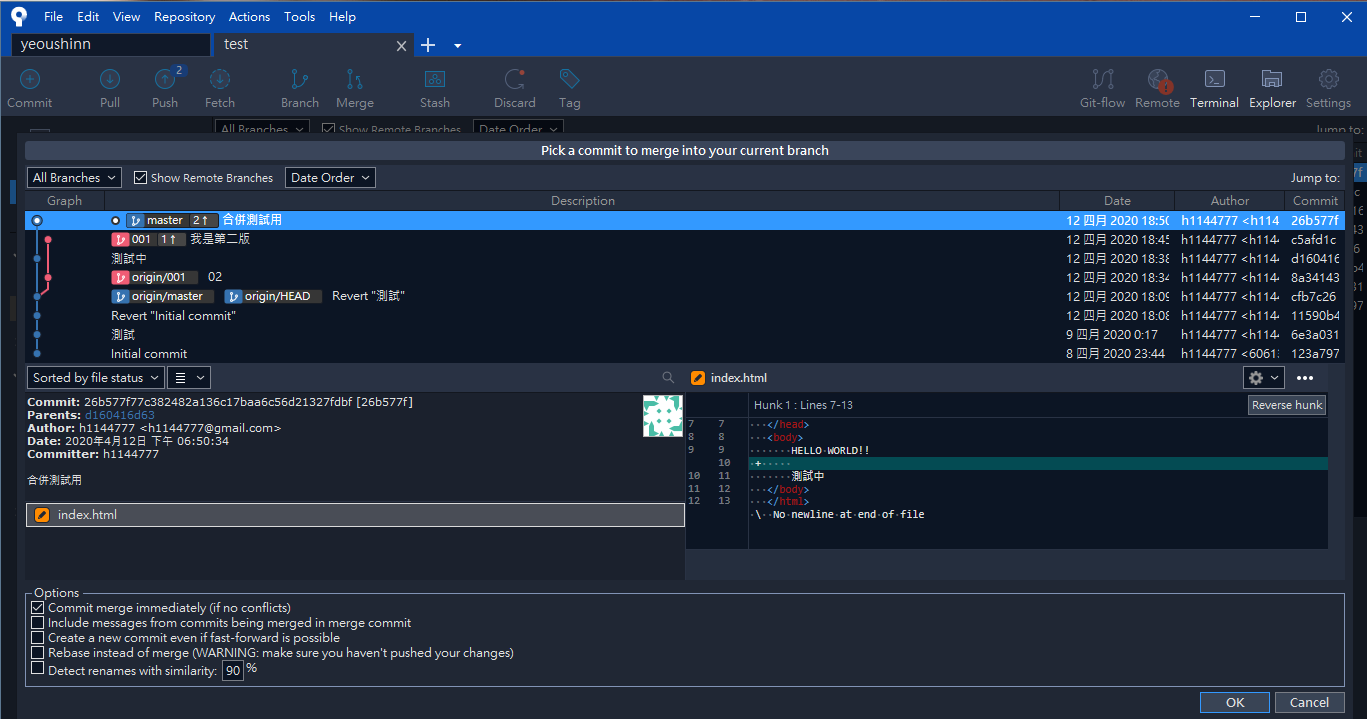 File Edit View Repository Actions Tools Help
yeoushinn test
2
Commit Pull Push Fetch Branch Merge Stash Discard Tag Git-flow Remote Terminal Explorer Settings
All Branches Show Remote Branches Date Order Jump to:
Pick a commit to merge into your current branch
All Branches Show Remote Branches Date Order Jump to:
Graph Description Date Author Commit
master 2↑ 合併測試用 12 四月 2020 18:50 h1144777 <h114 26b577f
001 1↑ 我是第二版 12 四月 2020 18:45 h1144777 <h114 c5afd1c
測試中 12 四月 2020 18:38 h1144777 <h114 d160416
origin/001 02 12 四月 2020 18:34 h1144777 <h114 8a34143
origin/master origin/HEAD Revert "測試" 12 四月 2020 18:09 h1144777 <h114 cfb7c26
Revert "Initial commit" 12 四月 2020 18:08 h1144777 <h114 11590b4
測試 9 四月 2020 0:17 h1144777 <h114 6e3a031
Initial commit 8 四月 2020 23:44 h1144777 <6061 123a797
Sorted by file status
index.html
Commit: 26b577f77c382482a136c17baa6c56d21327fdbf [26b577f]
Parents: d160416d63
Author: h1144777 <h1144777@gmail.com>
Date: 2020年4月12日 下午 06:50:34
Committer: h1144777
合併測試用
index.html
Hunk 1 : Lines 7-13 Reverse hunk
7 7 ···</head>
8 8 ···<body>
9 9 ·······HELLO·WORLD!!
10 +·····
10 11 ·······測試中
11 12 ···</body>
12 13 ···</html>
\··No·newline·at·end·of·file
Options
Commit merge immediately (if no conflicts)
Include messages from commits being merged in merge commit
Create a new commit even if fast-forward is possible
Rebase instead of merge (WARNING: make sure you haven't pushed your changes)
Detect renames with similarity: 90 %
OK Cancel